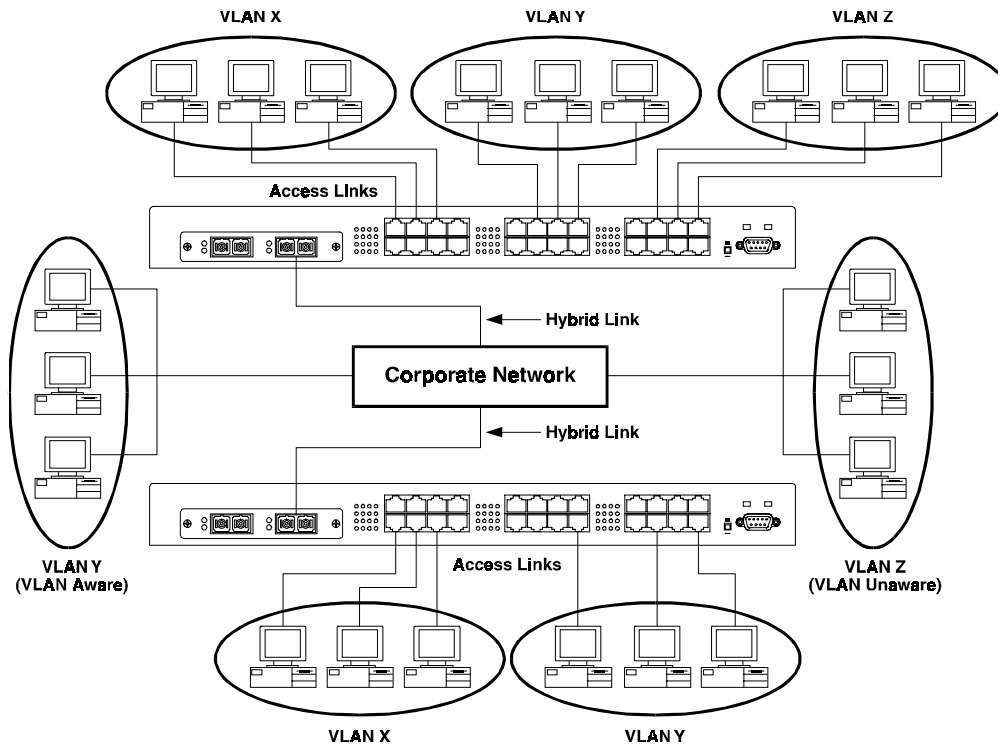 VLAN X
VLAN Y
VLAN Z
Access LInks
Hybrid Link
Corporate Network
Hybrid Link
VLAN Y
(VLAN Aware)
VLAN Z
(VLAN Unaware)
Access Links
VLAN X
VLAN Y